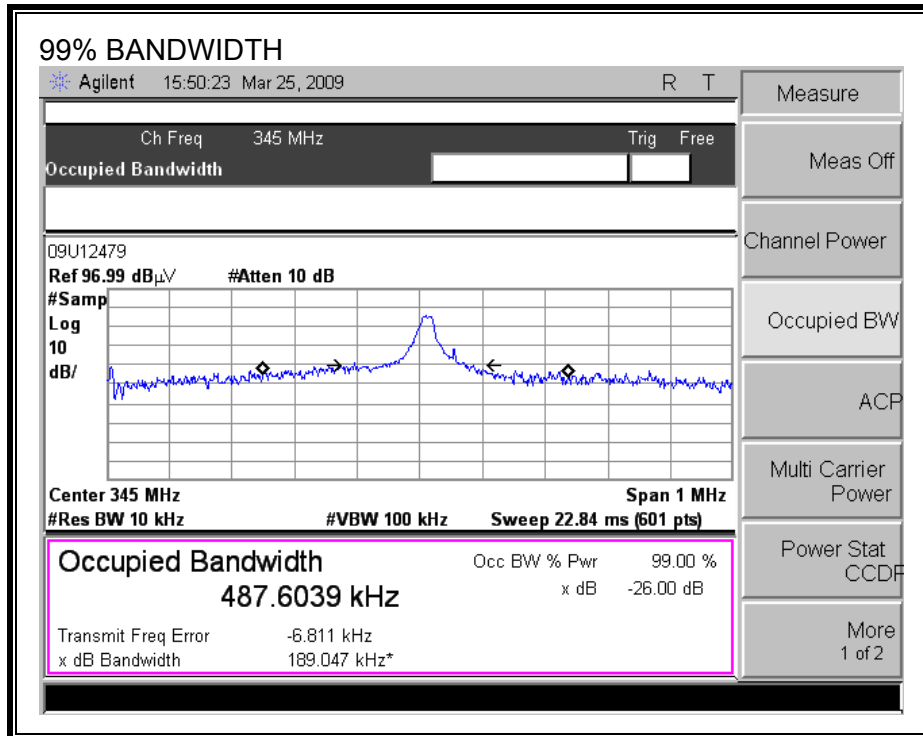 99% BANDWIDTH
Agilent 15:50:23 Mar 25, 2009 R T
Measure
Ch Freq 345 MHz Trig Free
Occupied Bandwidth
Meas Off
Channel Power
09U12479
Ref 96.99 dBμV #Atten 10 dB
#Samp
Log
10
dB/
Occupied BW
ACP
Multi Carrier
Power
Center 345 MHz Span 1 MHz
#Res BW 10 kHz #VBW 100 kHz Sweep 22.84 ms (601 pts)
Occupied Bandwidth
487.6039 kHz
Occ BW % Pwr 99.00 %
x dB -26.00 dB
Transmit Freq Error -6.811 kHz
x dB Bandwidth 189.047 kHz*
Power Stat
CCDF
More
1 of 2